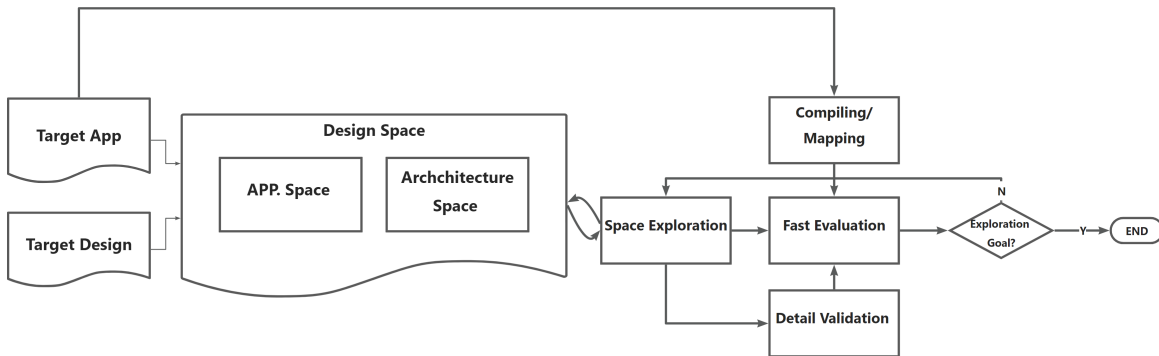 Target App
Design Space
Compiling/
Mapping
APP. Space
Archchitecture
Space
Target Design
Space Exploration
Fast Evaluation
N
Exploration
Goal?
Y
END
Detail Validation